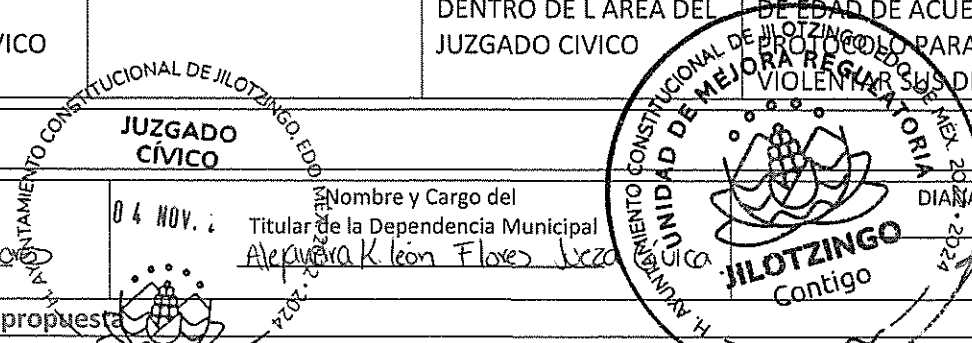 DENTRO DE L AREA DEL
JUZGADO CIVICO
DE EDAD DE ACUE
PROTOCOLO PARA
VIOLENTAR SUS DE
VICO
H. AYUNTAMIENTO CONSTITUCIONAL DE JILOTZINGO, EDO. MEX. 2022 - 2024
JUZGADO
CÍVICO
04 NOV.
H. AYUNTAMIENTO CONSTITUCIONAL DE JILOTZINGO, EDO. DE MEX. 2022 - 2024
UNIDAD DE MEJORA REGULATORIA
JILOTZINGO
Contigo
Nombre y Cargo del
Titular de la Dependencia Municipal
Alejandra K. león Flores Jueza Cívica
DIANA
propuesta